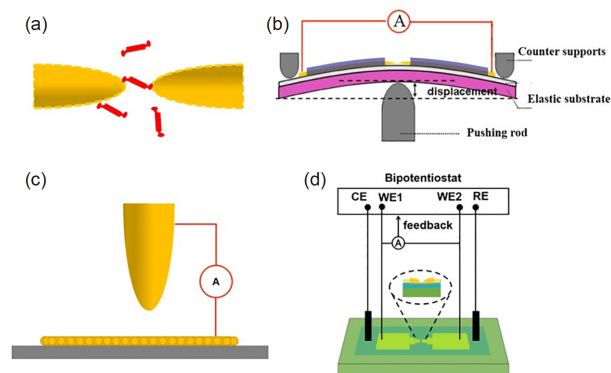 (a)
(b)
A
Counter supports
displacement
Elastic substrate
Pushing rod
(c)
A
(d)
Bipotentiostat
CE WE1 WE2 RE
feedback
A